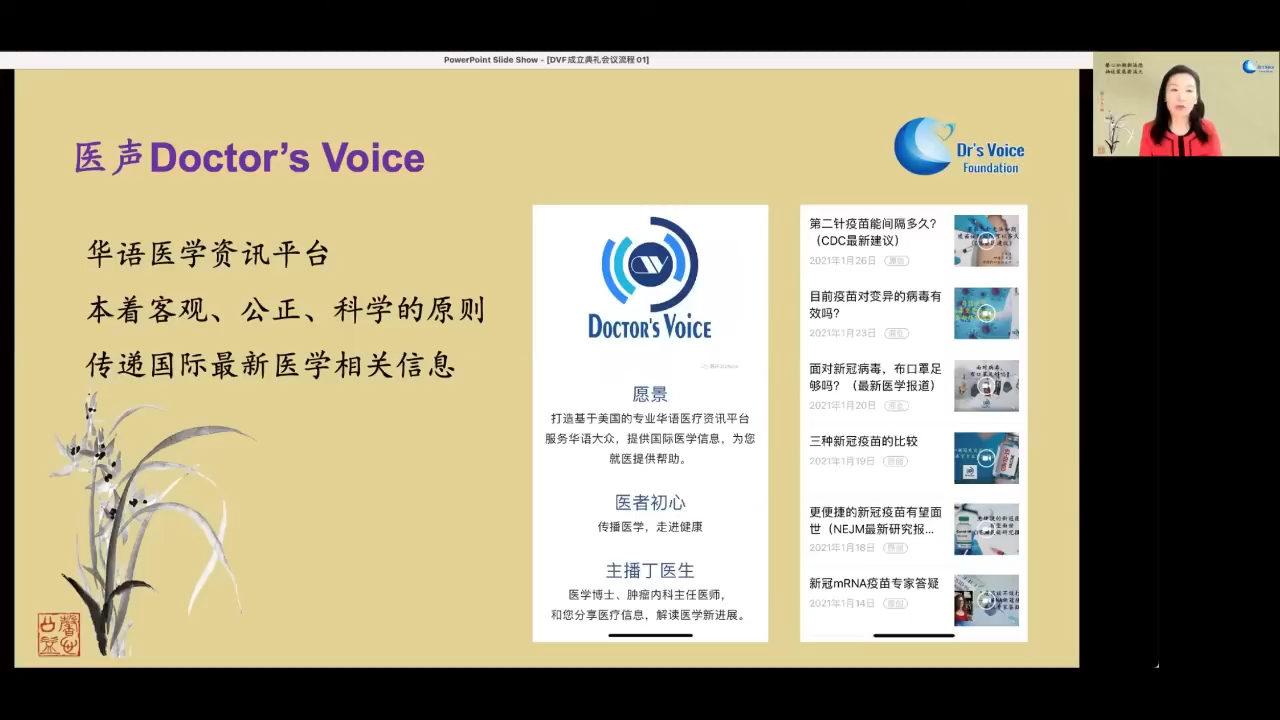 PowerPoint Slide Show - [DVF成立典礼会议流程 01]
医声Doctor's Voice
Dr's Voice
Foundation
华语医学资讯平台
本着客观、公正、科学的原则
传递国际最新医学相关信息
DOCTOR'S VOICE
愿景
打造基于美国的专业华语医疗资讯平台
服务华语大众，提供国际医学信息，为您
就医提供帮助。
医者初心
传播医学，走进健康
主播丁医生
医学博士、肿瘤内科主任医师，
和您分享医疗信息，解读医学新进展。
第二针疫苗能间隔多久?
（CDC最新建议）
2021年1月26日 原创
目前疫苗对变异的病毒有
效吗?
2021年1月23日 原创
面对新冠病毒，布口罩足
够吗? （最新医学报道）
2021年1月20日 原创
三种新冠疫苗的比较
2021年1月19日 原创
更便捷的新冠疫苗有望面
世（NEJM最新研究报...
2021年1月18日 原创
新冠mRNA疫苗专家答疑
2021年1月14日 原创